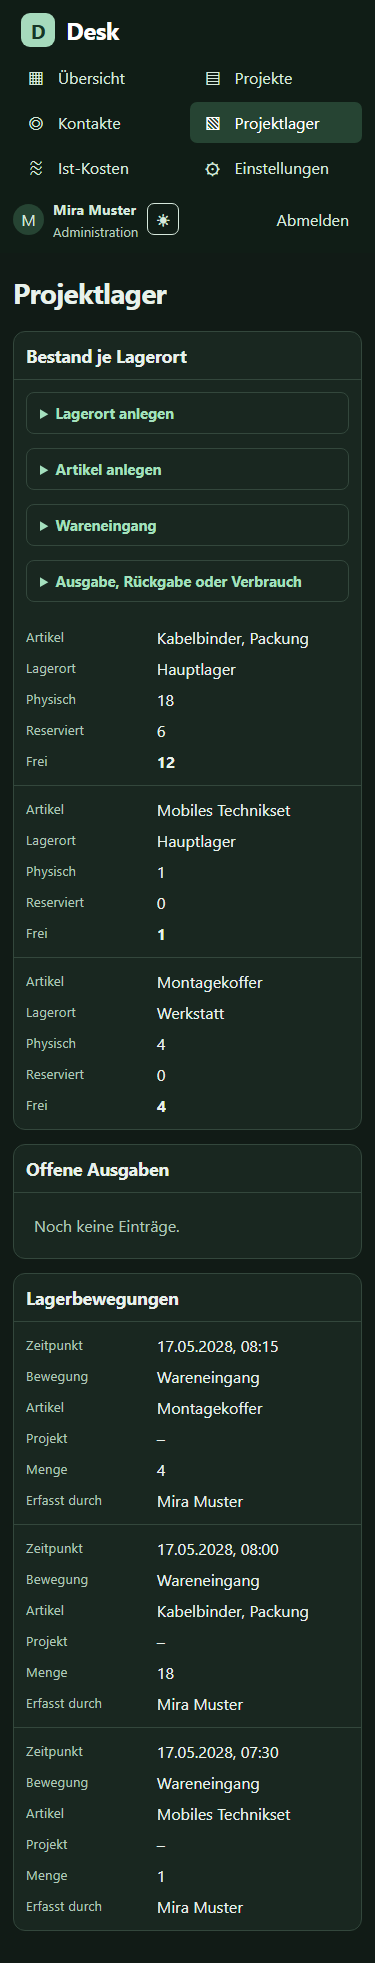 D Desk
Übersicht Projekte
Kontakte Projektlager
Ist-Kosten Einstellungen
M Mira Muster
Administration
Abmelden
Projektlager
Bestand je Lagerort
Lagerort anlegen
Artikel anlegen
Wareneingang
Ausgabe, Rückgabe oder Verbrauch
Artikel Kabelbinder, Packung
Lagerort Hauptlager
Physisch 18
Reserviert 6
Frei 12
Artikel Mobiles Technikset
Lagerort Hauptlager
Physisch 1
Reserviert 0
Frei 1
Artikel Montagekoffer
Lagerort Werkstatt
Physisch 4
Reserviert 0
Frei 4
Offene Ausgaben
Noch keine Einträge.
Lagerbewegungen
Zeitpunkt 17.05.2028, 08:15
Bewegung Wareneingang
Artikel Montagekoffer
Projekt –
Menge 4
Erfasst durch Mira Muster
Zeitpunkt 17.05.2028, 08:00
Bewegung Wareneingang
Artikel Kabelbinder, Packung
Projekt –
Menge 18
Erfasst durch Mira Muster
Zeitpunkt 17.05.2028, 07:30
Bewegung Wareneingang
Artikel Mobiles Technikset
Projekt –
Menge 1
Erfasst durch Mira Muster